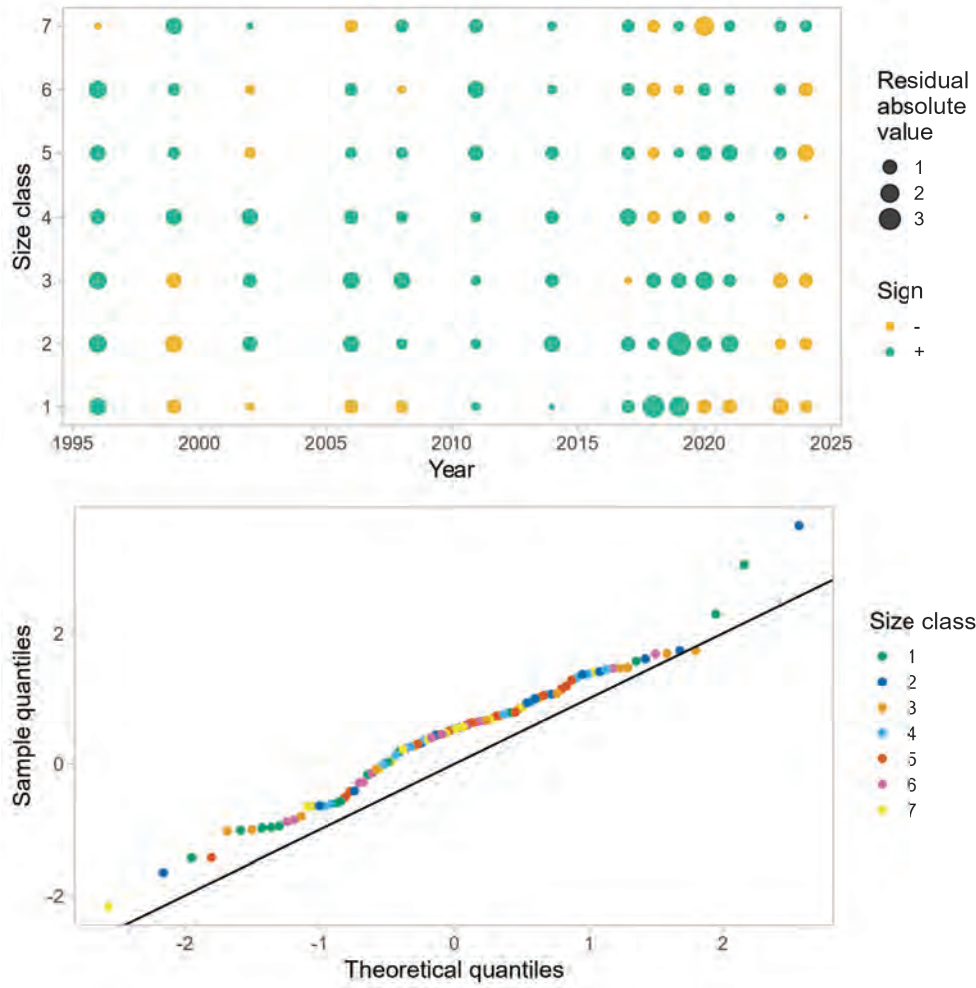 7
6
5
4
3
2
1
Size class
1995 2000 2005 2010 2015 2020 2025
Year
Residual
absolute
value
1
2
3
Sign
-
+
2
0
-2
Sample quantiles
-2 -1 0 1 2
Theoretical quantiles
Size class
1
2
3
4
5
6
7